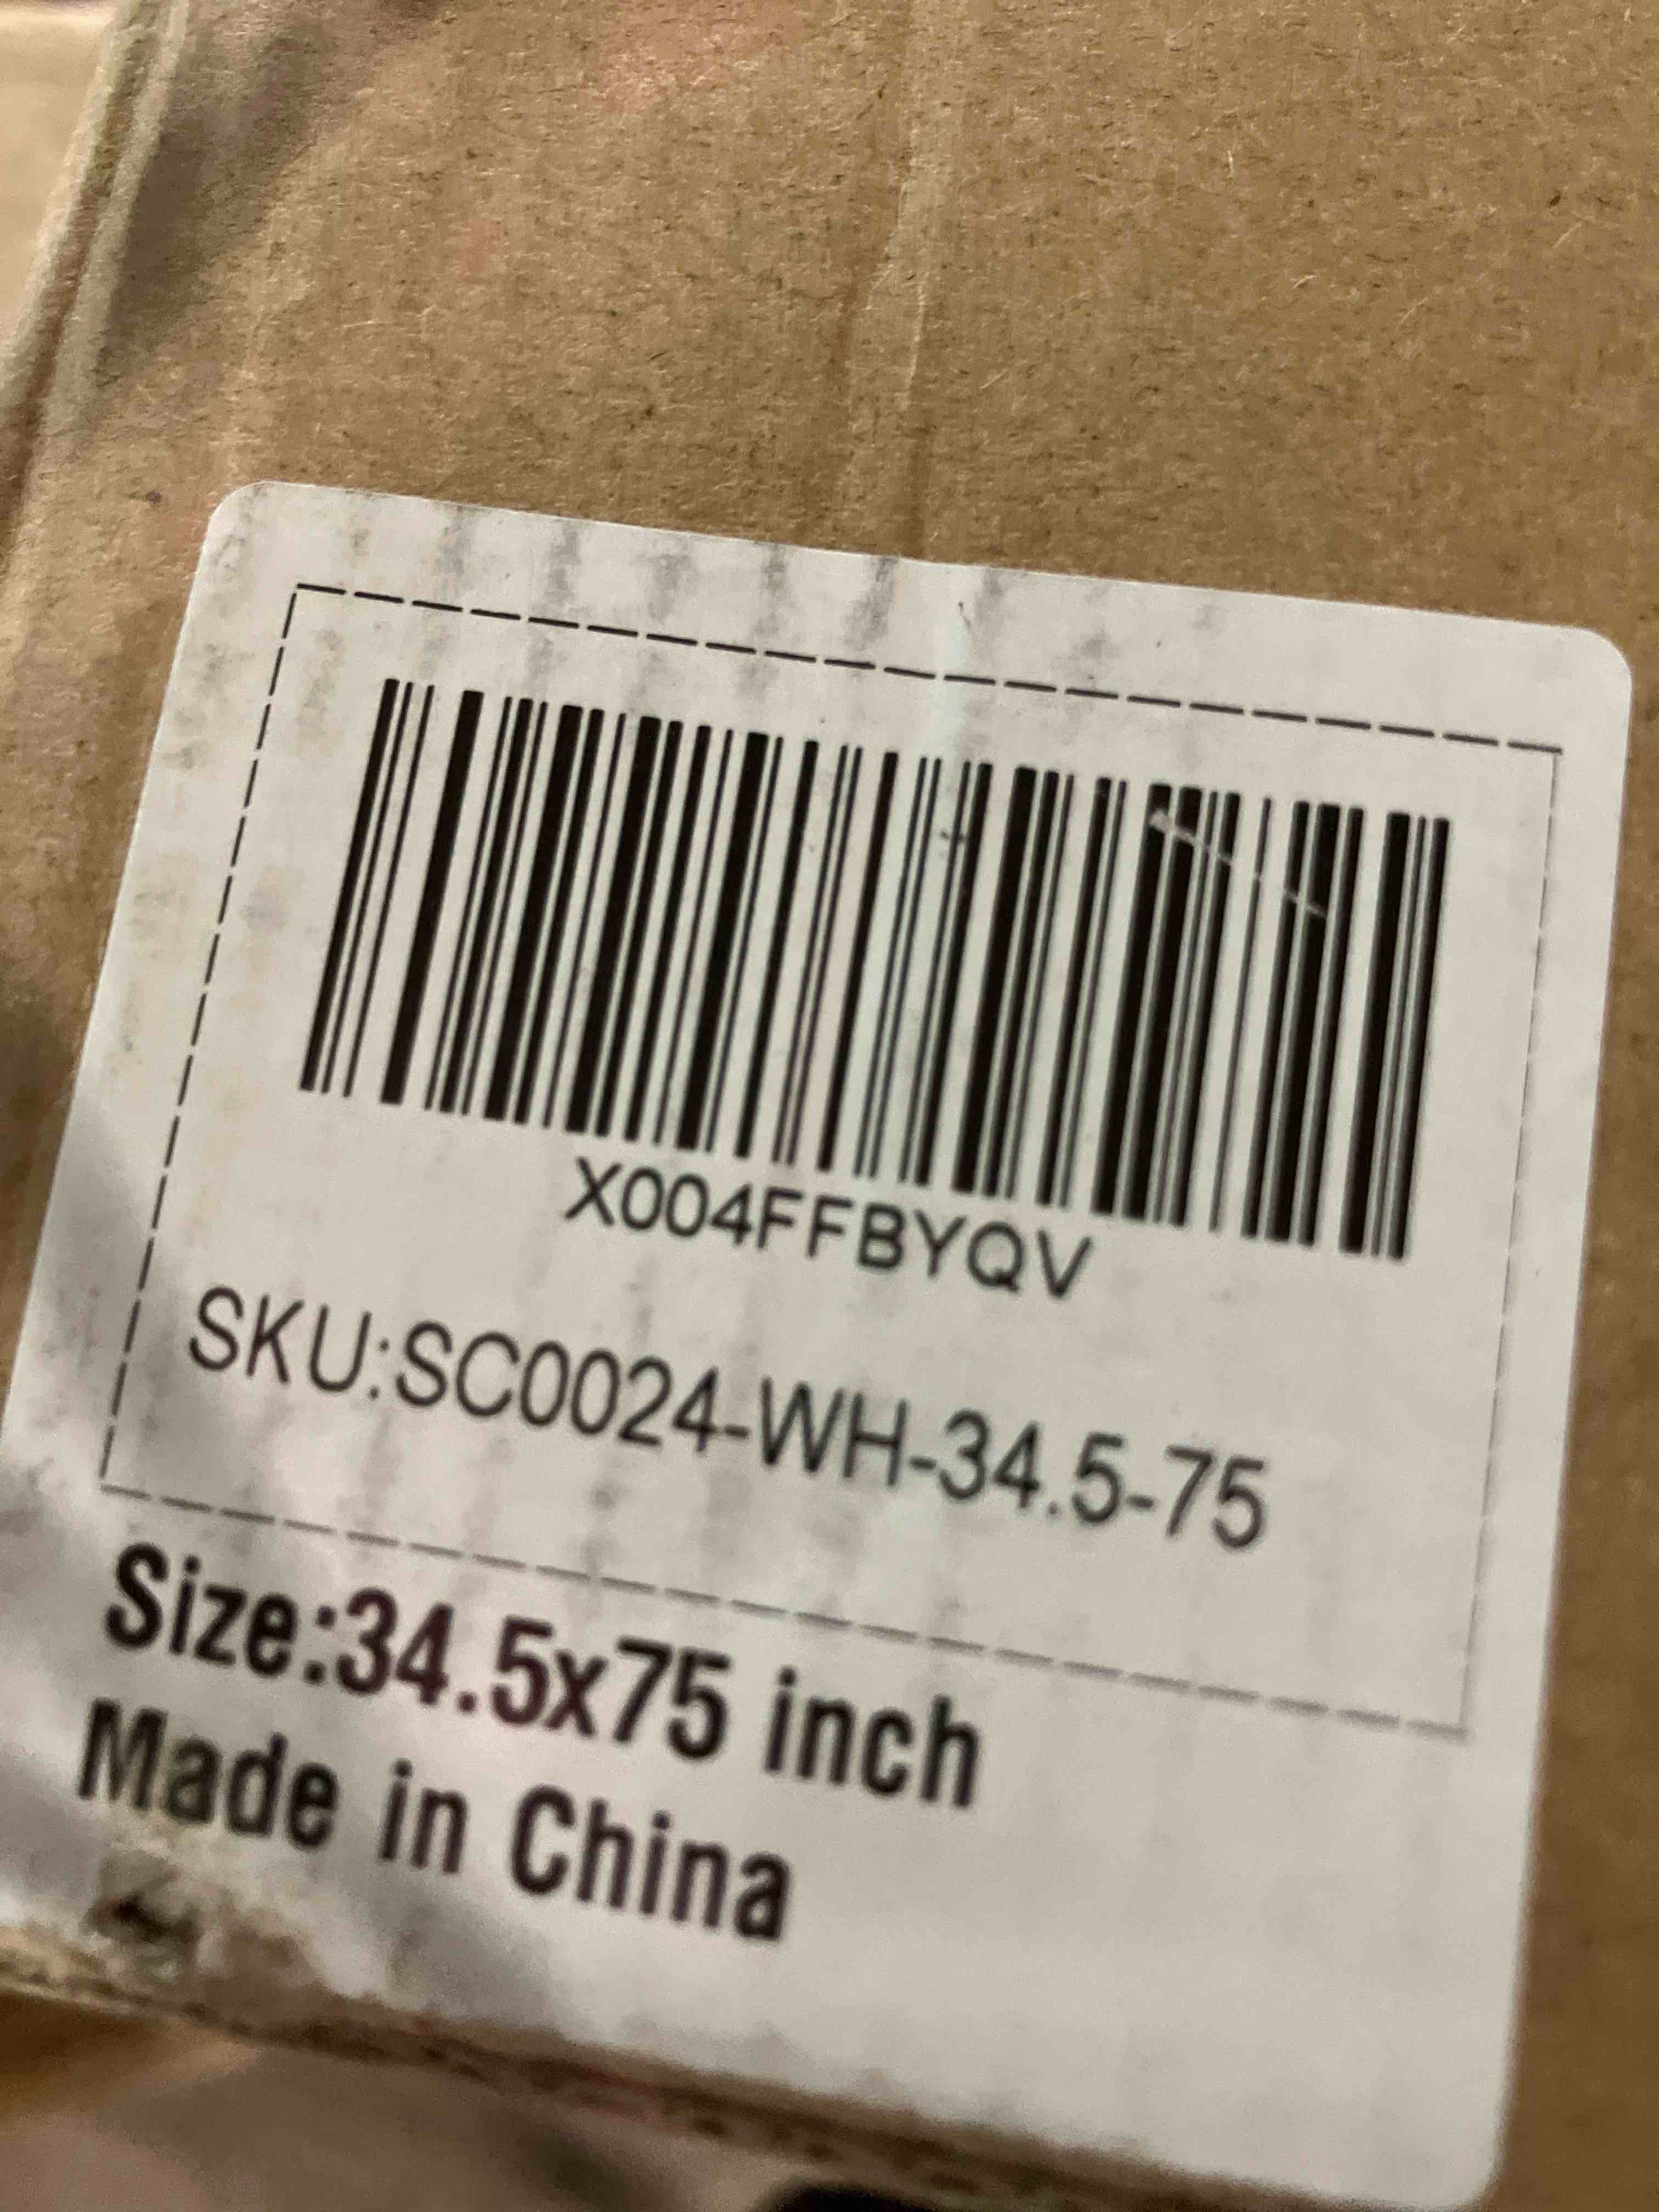 X004FFBYQV
SKU:SC0024-WH-34.5-75
Size:34.5x75 inch
Made in China